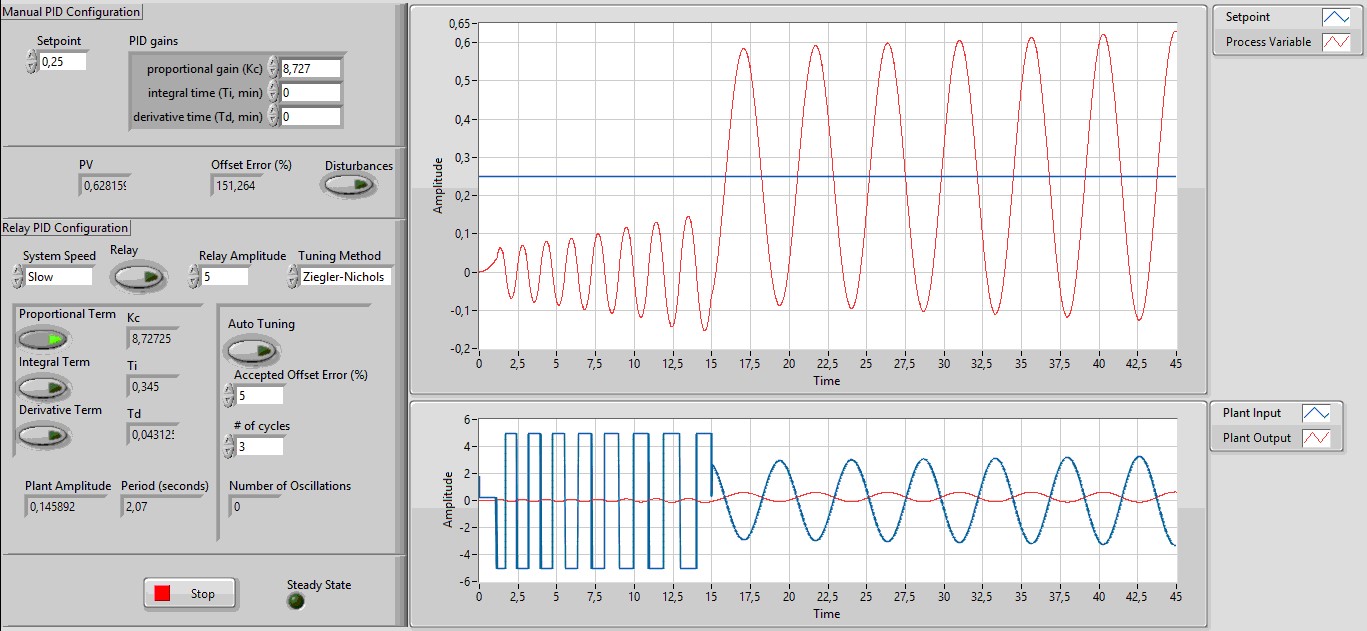 Manual PID Configuration
Setpoint
0,25
PID gains
proportional gain (Kc) 8,727
integral time (Ti, min) 0
derivative time (Td, min) 0
PV
0,628159
Offset Error (%)
151,264
Disturbances
Relay PID Configuration
System Speed
Slow
Relay
Relay Amplitude
5
Tuning Method
Ziegler-Nichols
Proportional Term
Kc
8,72725
Integral Term
Ti
0,345
Derivative Term
Td
0,043125
Auto Tuning
Accepted Offset Error (%)
5
# of cycles
3
Plant Amplitude
0,145892
Period (seconds)
2,07
Number of Oscillations
0
Stop
Steady State
Amplitude
0,65
0,6
0,5
0,4
0,3
0,2
0,1
0
-0,1
-0,2
0 2,5 5 7,5 10 12,5 15 17,5 20 22,5 25 27,5 30 32,5 35 37,5 40 42,5 45
Time
Setpoint
Process Variable
Amplitude
6
4
2
0
-2
-4
-6
0 2,5 5 7,5 10 12,5 15 17,5 20 22,5 25 27,5 30 32,5 35 37,5 40 42,5 45
Time
Plant Input
Plant Output